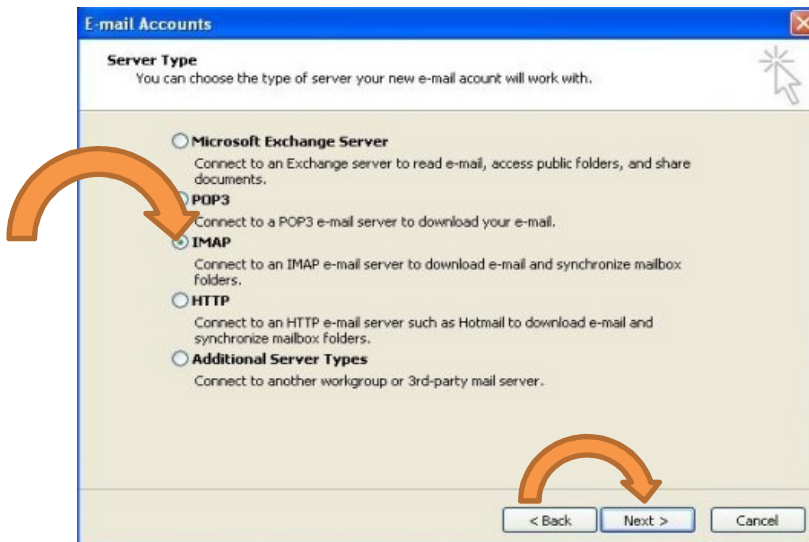 E-mail Accounts
Server Type
You can choose the type of server your new e-mail acount will work with.
Microsoft Exchange Server
Connect to an Exchange server to read e-mail, access public folders, and share
documents.
POP3
Connect to a POP3 e-mail server to download your e-mail.
IMAP
Connect to an IMAP e-mail server to download e-mail and synchronize mailbox
folders.
HTTP
Connect to an HTTP e-mail server such as Hotmail to download e-mail and
synchronize mailbox folders.
Additional Server Types
Connect to another workgroup or 3rd-party mail server.
< Back Next > Cancel